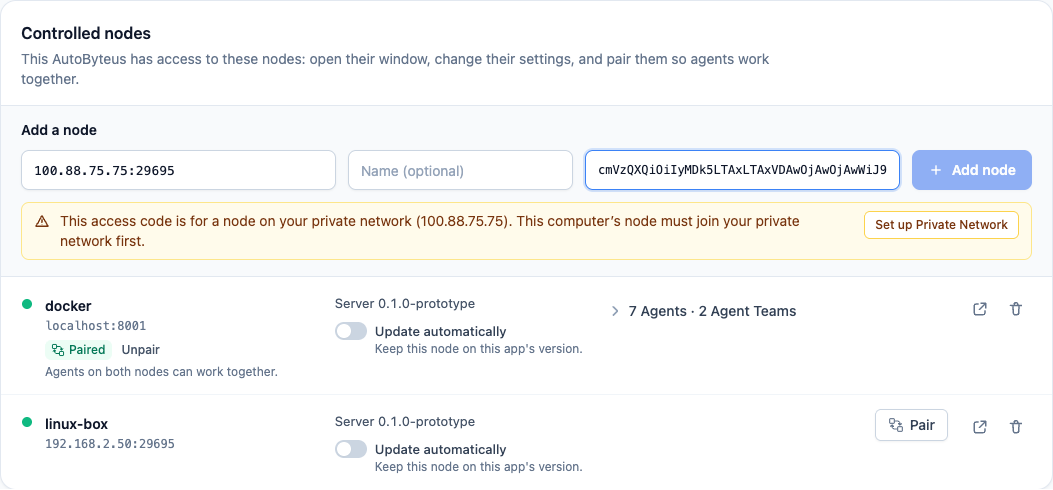 Controlled nodes
This AutoByteus has access to these nodes: open their window, change their settings, and pair them so agents work
together.
Add a node
100.88.75.75:29695
Name (optional)
cmVzQXQiOiIyMDk5LTAxLTAxVDAwOjAwOjAwWiJ9
+ Add node
This access code is for a node on your private network (100.88.75.75). This computer’s node must join your private
network first.
Set up Private Network
docker
localhost:8001
Paired Unpair
Agents on both nodes can work together.
Server 0.1.0-prototype
Update automatically
Keep this node on this app's version.
7 Agents · 2 Agent Teams
linux-box
192.168.2.50:29695
Server 0.1.0-prototype
Update automatically
Keep this node on this app's version.
Pair